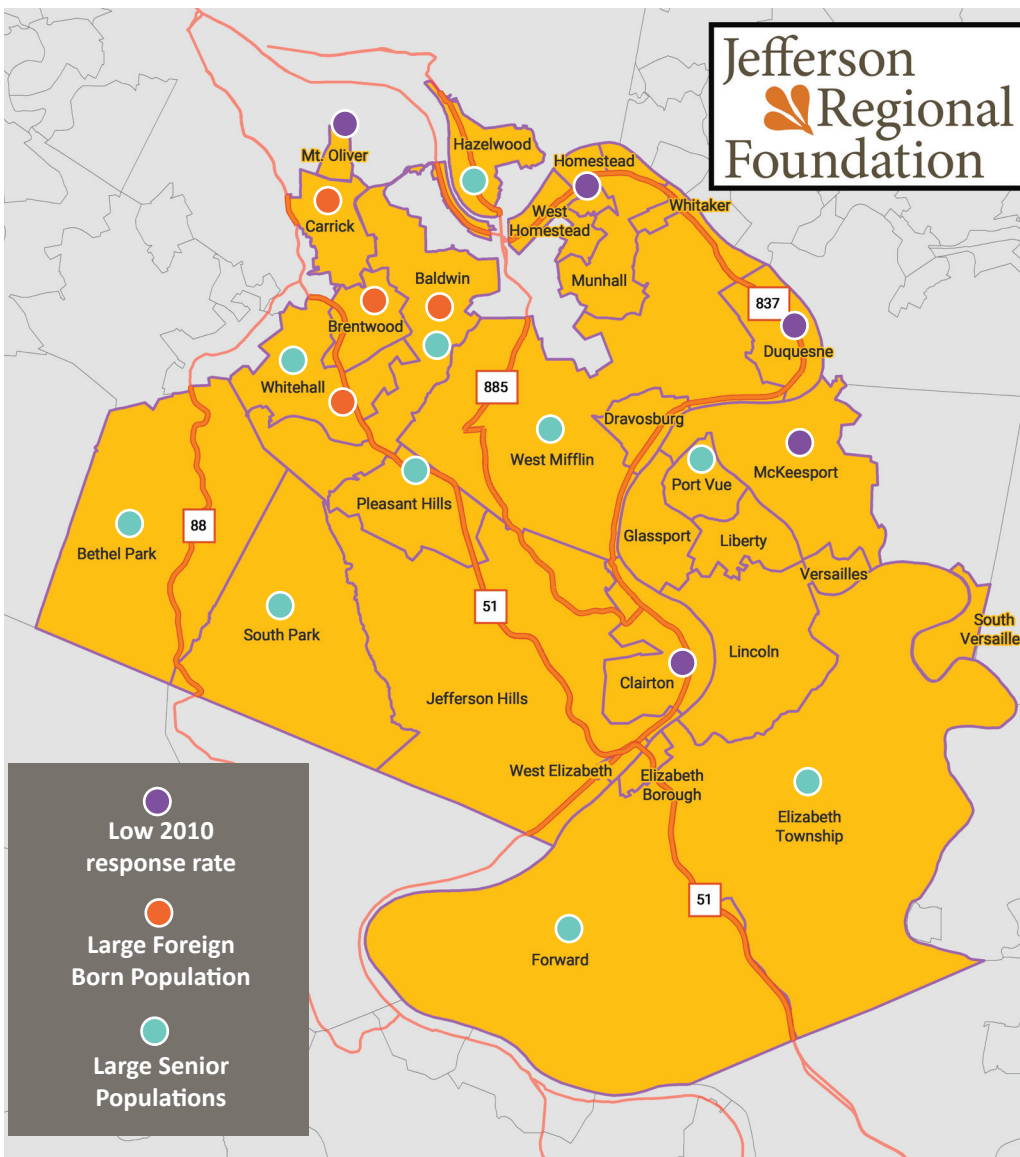 Jefferson
Regional
Foundation
Mt. Oliver
Hazelwood
Homestead
Carrick
West
Homestead
Whitaker
Munhall
Baldwin
837
Brentwood
Duquesne
Whitehall
885
Dravosburg
West Mifflin
McKeesport
Port Vue
Pleasant Hills
88
Bethel Park
Glassport
Liberty
Versailles
51
South Park
South
Versaille
Lincoln
Clairton
Jefferson Hills
West Elizabeth
Elizabeth
Borough
Elizabeth
Township
51
Forward
Low 2010
response rate
Large Foreign
Born Population
Large Senior
Populations